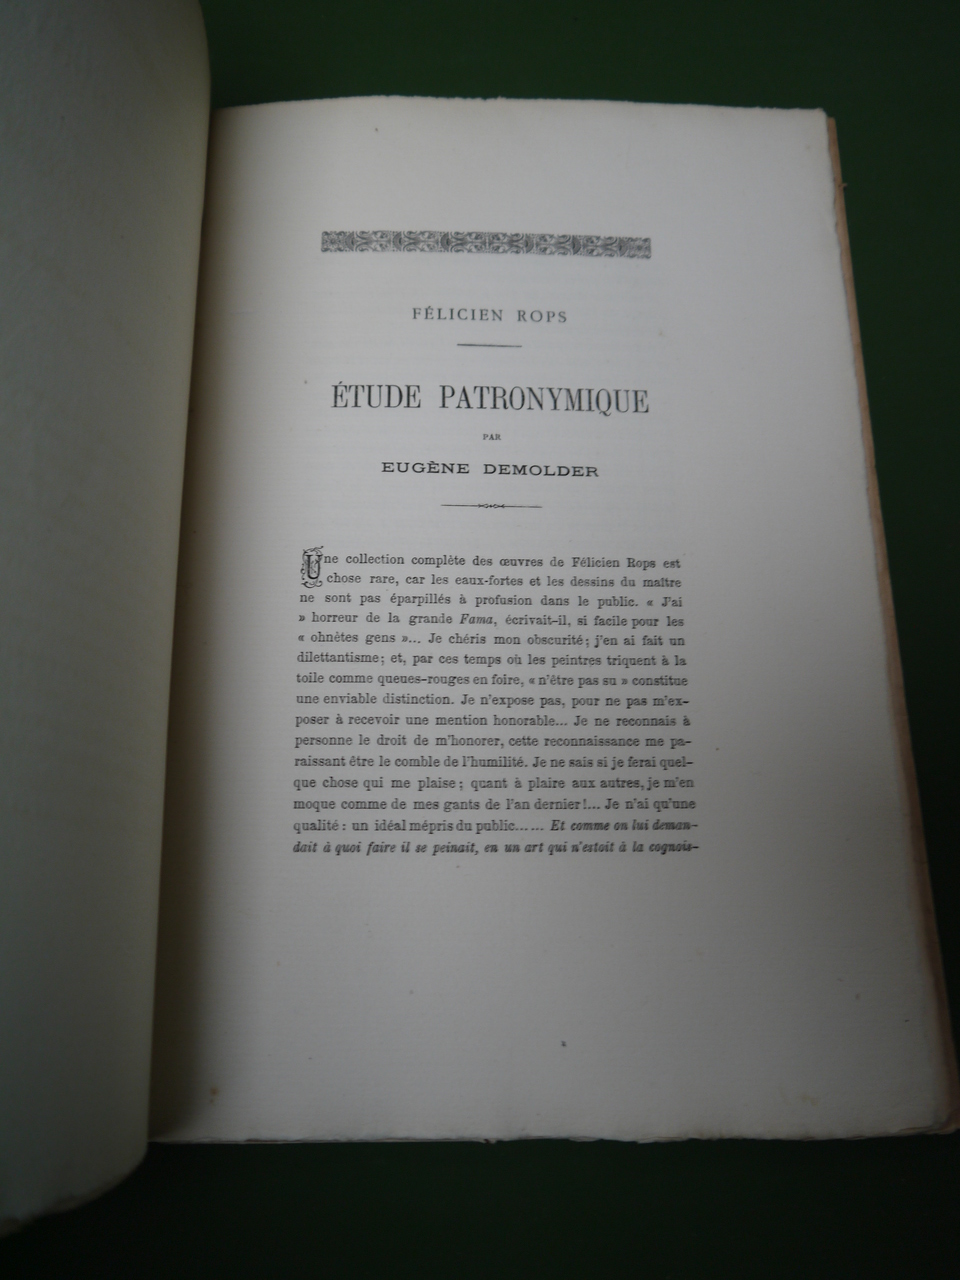 FÉLICIEN ROPS
ÉTUDE PATRONYMIQUE
PAR
EUGÈNE DEMOLDER
Une collection complète des œuvres de Félicien Rops est
chose rare, car les eaux-fortes et les dessins du maître
ne sont pas éparpillés à profusion dans le public. « J'ai
» horreur de la grande Fama, écrivait-il, si facile pour les
« ohnètes gens »... Je chéris mon obscurité; j'en ai fait un
dilettantisme; et, par ces temps où les peintres triquent à la
toile comme queues-rouges en foire, « n'être pas su » constitue
une enviable distinction. Je n'expose pas, pour ne pas m'ex-
poser à recevoir une mention honorable... Je ne reconnais à
personne le droit de m'honorer, cette reconnaissance me pa-
raissant être le comble de l'humilité. Je ne sais si je ferai quel-
que chose qui me plaise; quant à plaire aux autres, je m'en
moque comme de mes gants de l'an dernier!... Je n'ai qu'une
qualité: un idéal mépris du public...... Et comme on lui deman-
dait à quoi faire il se peinait, en un art qui n'estoit à la cognois-